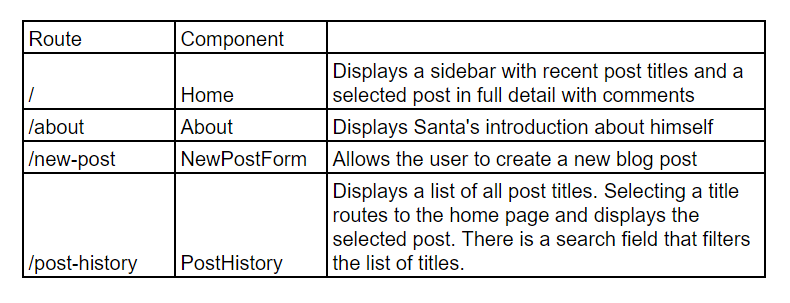 Route Component
Displays a sidebar with recent post titles and a
/ Home selected post in full detail with comments
/about About Displays Santa's introduction about himself
/new-post NewPostForm Allows the user to create a new blog post
Displays a list of all post titles. Selecting a title
routes to the home page and displays the
selected post. There is a search field that filters
/post-history PostHistory the list of titles.